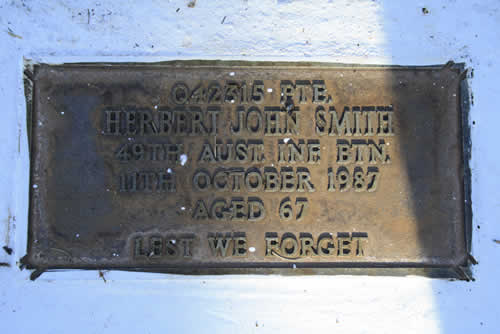 Q42315 PTE.
HERBERT JOHN SMITH
49TH AUST. INF. BTN.
11TH OCTOBER 1987
AGED 67
LEST WE FORGET